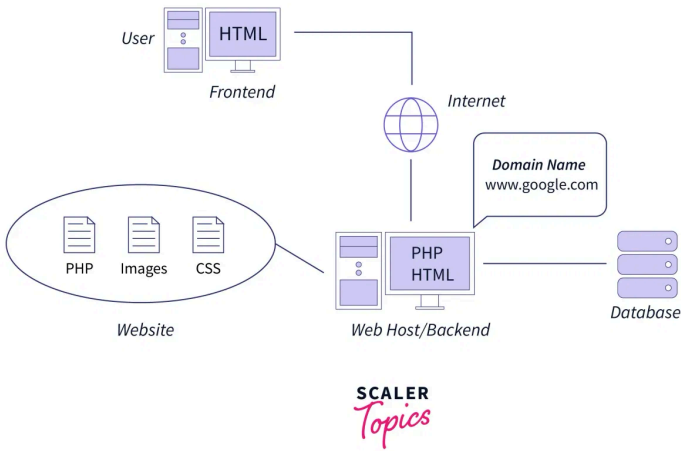 User
HTML
Frontend
Internet
Domain Name
www.google.com
PHP
Images
CSS
PHP
HTML
Website
Web Host/Backend
Database
SCALER
Topics